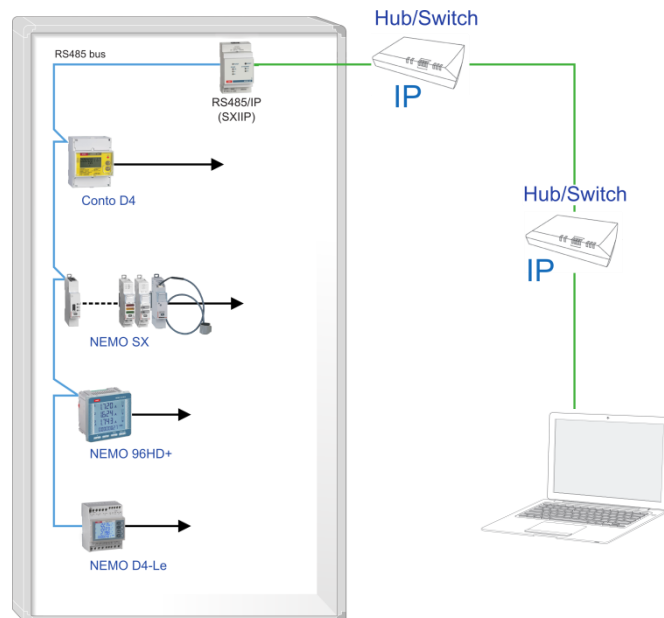 Hub/Switch
IP
RS485 bus
RS485/IP
(SXIIP)
Conto D4
Hub/Switch
IP
NEMO SX
NEMO 96HD+
NEMO D4-Le